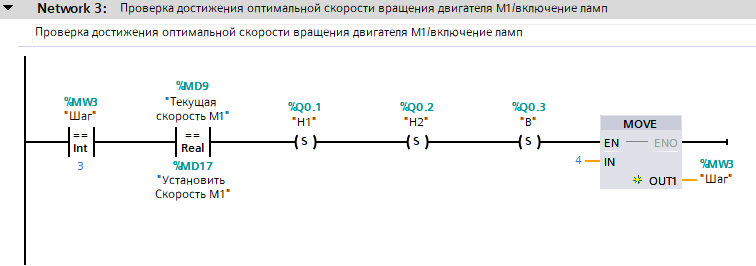 Network 3: Проверка достижения оптимальной скорости вращения двигателя М1/включение ламп
Проверка достижения оптимальной скорости вращения двигателя М1/включение ламп
%MW3
"Шаг"
==
Int
3
%MD9
"Текущая
скорость М1"
==
Real
%MD17
"Установить
Скорость М1"
%Q0.1
"H1"
( S )
%Q0.2
"H2"
( S )
%Q0.3
"B"
( S )
MOVE
EN ENO
4 IN
OUT1
%MW3
"Шаг"